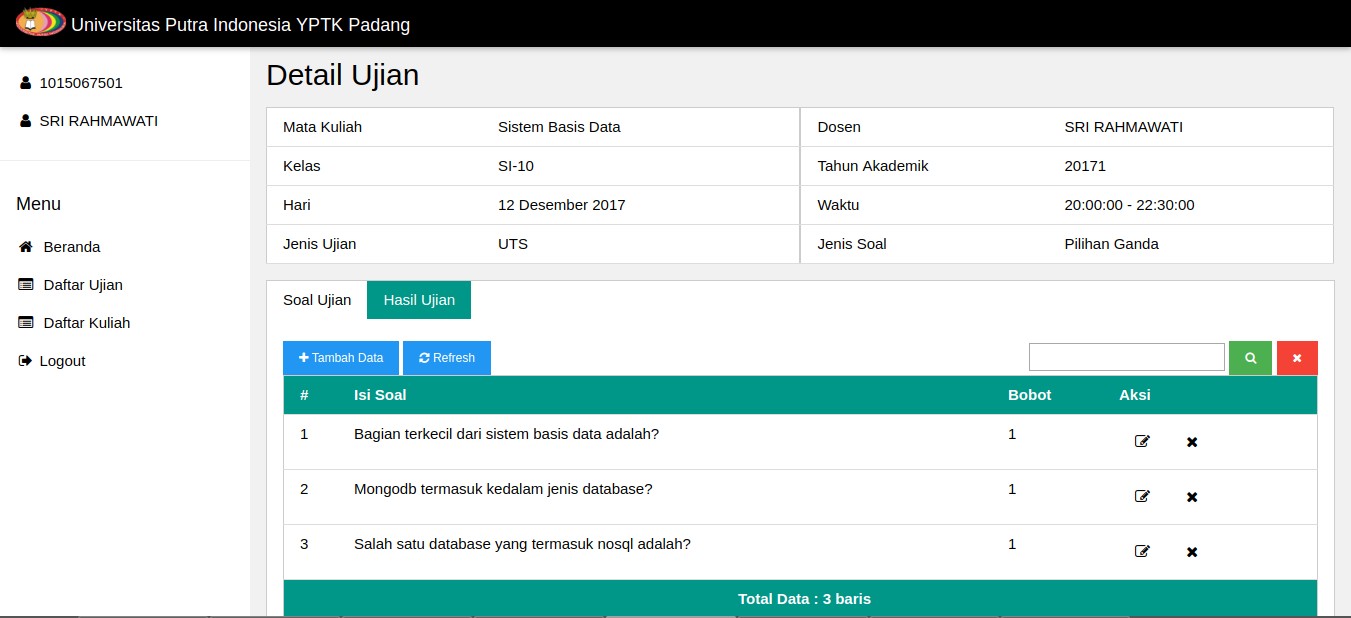 Universitas Putra Indonesia YPTK Padang
1015067501
SRI RAHMAWATI
Menu
Beranda
Daftar Ujian
Daftar Kuliah
Logout
Detail Ujian
Mata Kuliah Sistem Basis Data Dosen SRI RAHMAWATI
Kelas SI-10 Tahun Akademik 20171
Hari 12 Desember 2017 Waktu 20:00:00 - 22:30:00
Jenis Ujian UTS Jenis Soal Pilihan Ganda
Soal Ujian Hasil Ujian
Tambah Data Refresh
# Isi Soal Bobot Aksi
1 Bagian terkecil dari sistem basis data adalah? 1
2 Mongodb termasuk kedalam jenis database? 1
3 Salah satu database yang termasuk nosql adalah? 1
Total Data : 3 baris